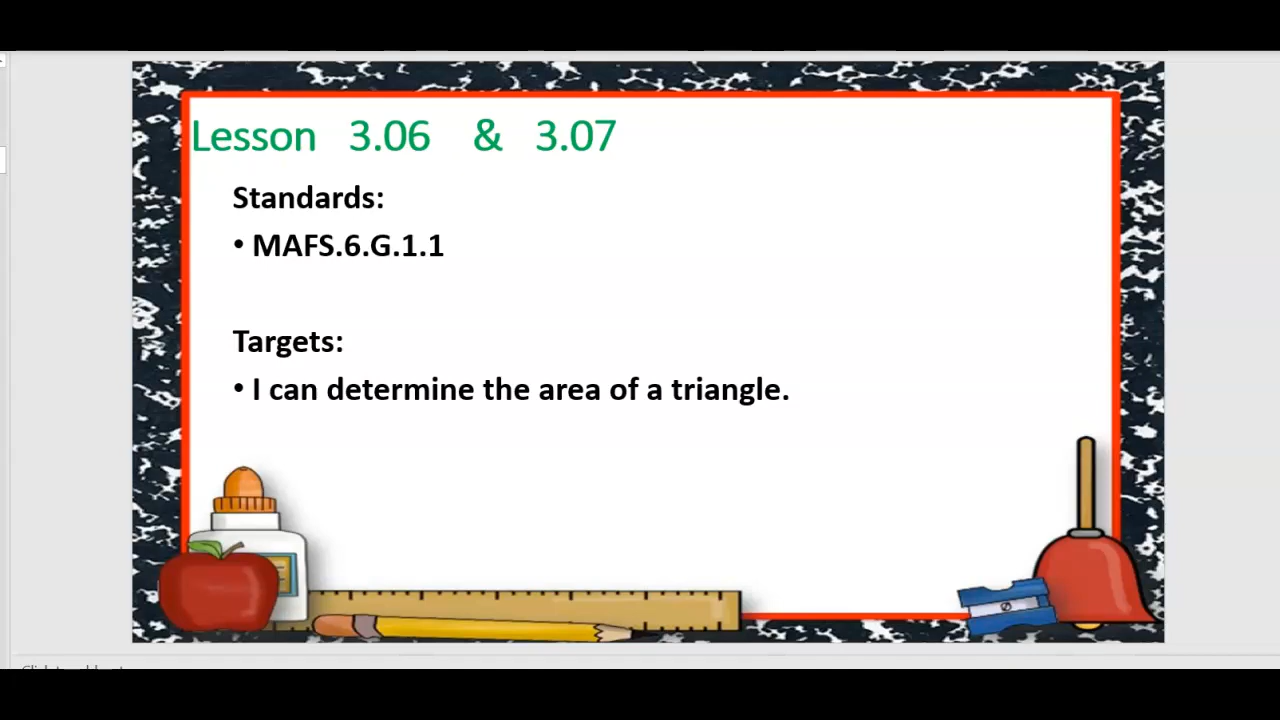 Lesson 3.06 & 3.07
Standards:
• MAFS.6.G.1.1
Targets:
• I can determine the area of a triangle.